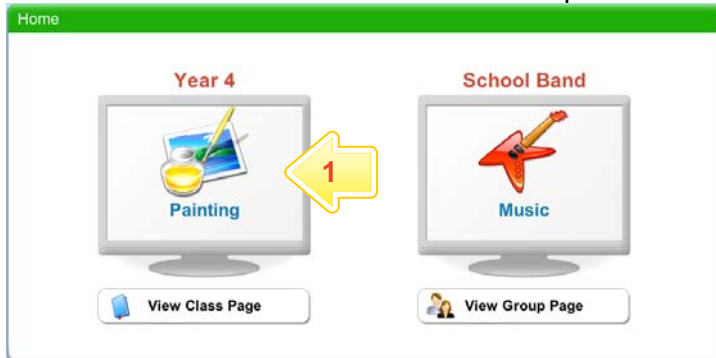 Home
Year 4
School Band
1
Painting
Music
View Class Page
View Group Page